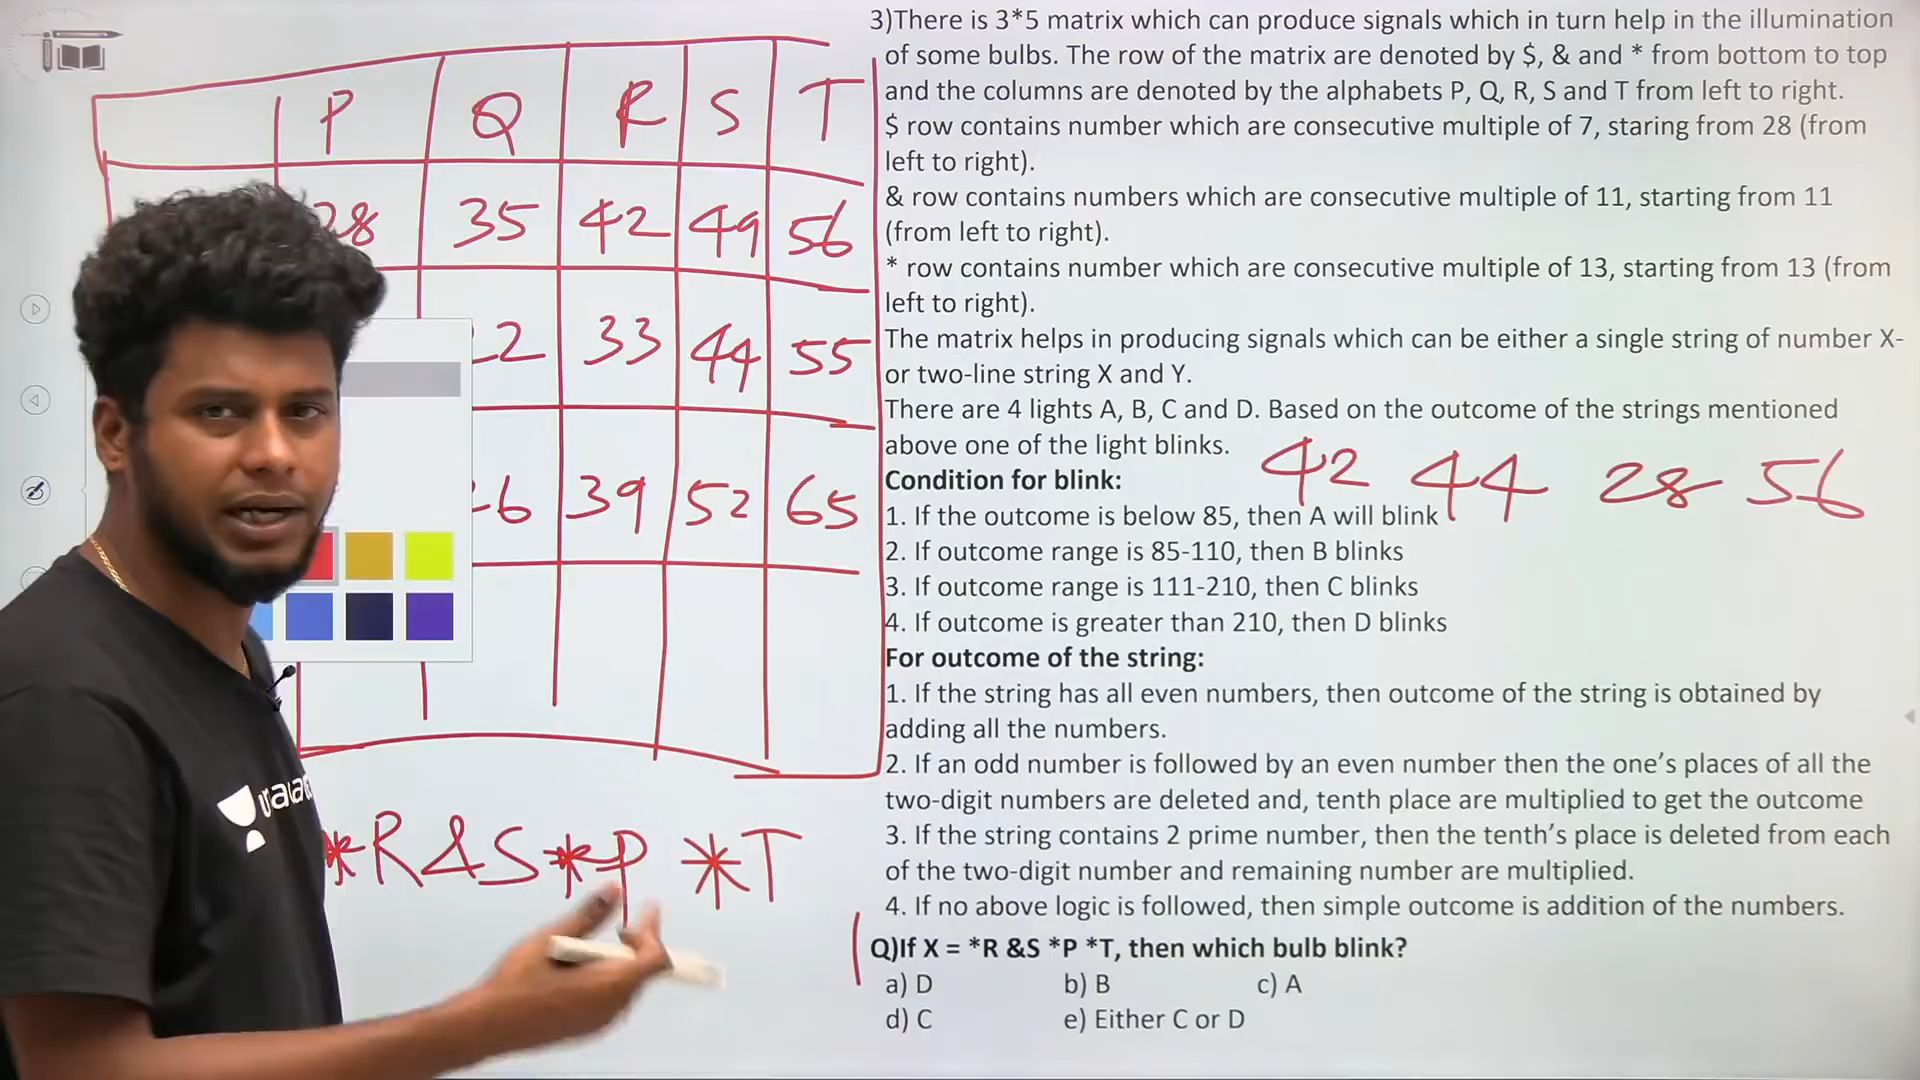 3)There is 3*5 matrix which can produce signals which in turn help in the illumination
of some bulbs. The row of the matrix are denoted by $, & and * from bottom to top
and the columns are denoted by the alphabets P, Q, R, S and T from left to right.
$ row contains number which are consecutive multiple of 7, staring from 28 (from
left to right).
& row contains numbers which are consecutive multiple of 11, starting from 11
(from left to right).
* row contains number which are consecutive multiple of 13, starting from 13 (from
left to right).
The matrix helps in producing signals which can be either a single string of number X-
or two-line string X and Y.
There are 4 lights A, B, C and D. Based on the outcome of the strings mentioned
above one of the light blinks.
42 44 28 56
Condition for blink:
1. If the outcome is below 85, then A will blink
2. If outcome range is 85-110, then B blinks
3. If outcome range is 111-210, then C blinks
4. If outcome is greater than 210, then D blinks
For outcome of the string:
1. If the string has all even numbers, then outcome of the string is obtained by
adding all the numbers.
2. If an odd number is followed by an even number then the one's places of all the
two-digit numbers are deleted and, tenth place are multiplied to get the outcome
3. If the string contains 2 prime number, then the tenth's place is deleted from each
of the two-digit number and remaining number are multiplied.
4. If no above logic is followed, then simple outcome is addition of the numbers.
Q)If X = *R &S *P *T, then which bulb blink?
a) D b) B c) A
d) C e) Either C or D
P Q R S T
28 35 42 49 56
22 33 44 55
26 39 52 65
*R &S *P *T